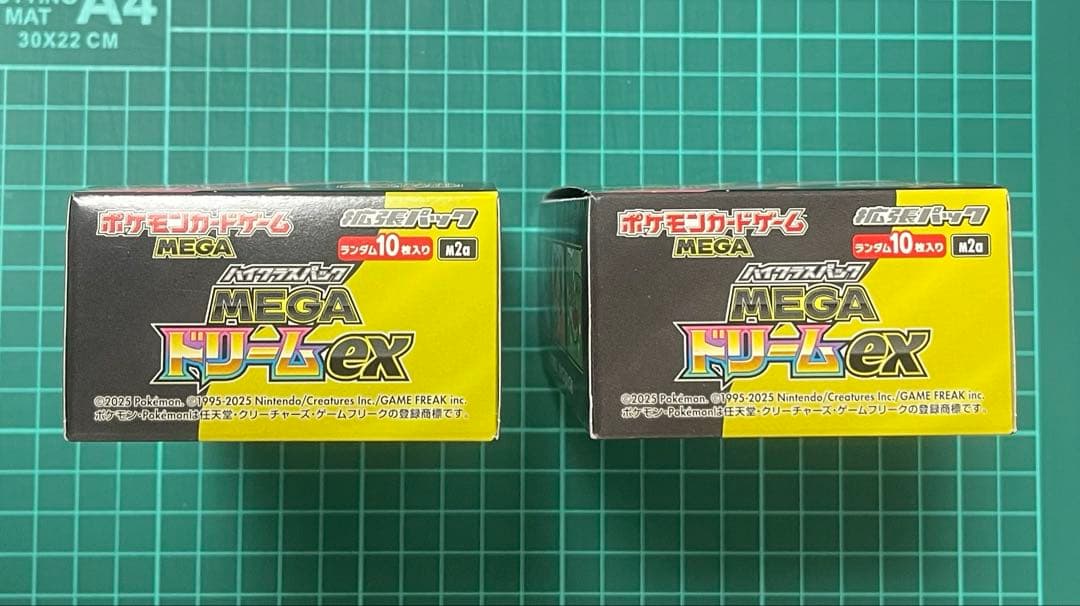 MAT A4
30X22 CM
ポケモンカードゲーム
MEGA
拡張パック
ランダム10枚入り
M2a
ハイクラスパック
MEGA
ドリームex
©2025 Pokémon. ©1995-2025 Nintendo/Creatures Inc./GAME FREAK inc.
ポケモン・Pokémonは任天堂・クリーチャーズ・ゲームフリークの登録商標です。
ポケモンカードゲーム
MEGA
拡張パック
ランダム10枚入り
M2a
ハイクラスパック
MEGA
ドリームex
©2025 Pokémon. ©1995-2025 Nintendo/Creatures Inc./GAME FREAK inc.
ポケモン・Pokémonは任天堂・クリーチャーズ・ゲームフリークの登録商標です。